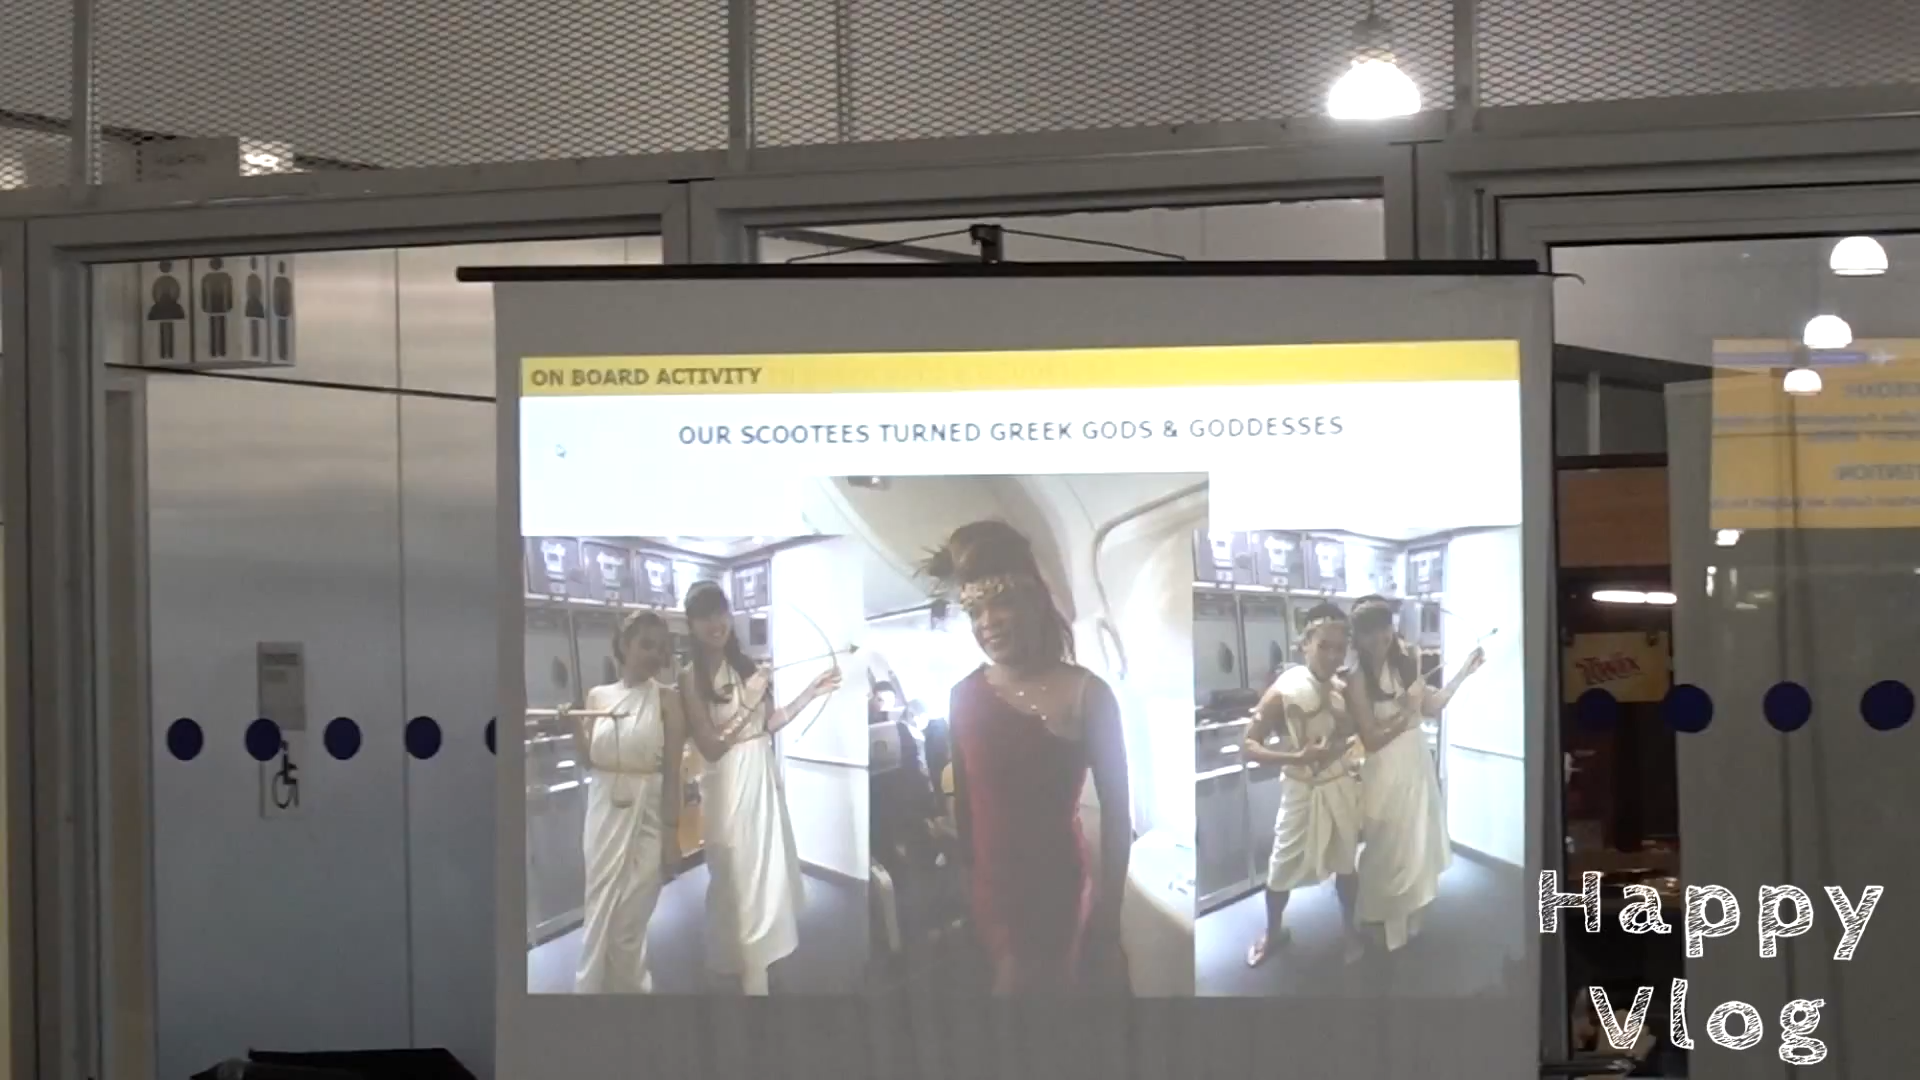 ON BOARD ACTIVITY
OUR SCOOTEES TURNED GREEK GODS & GODDESSES
Happy
Vlog